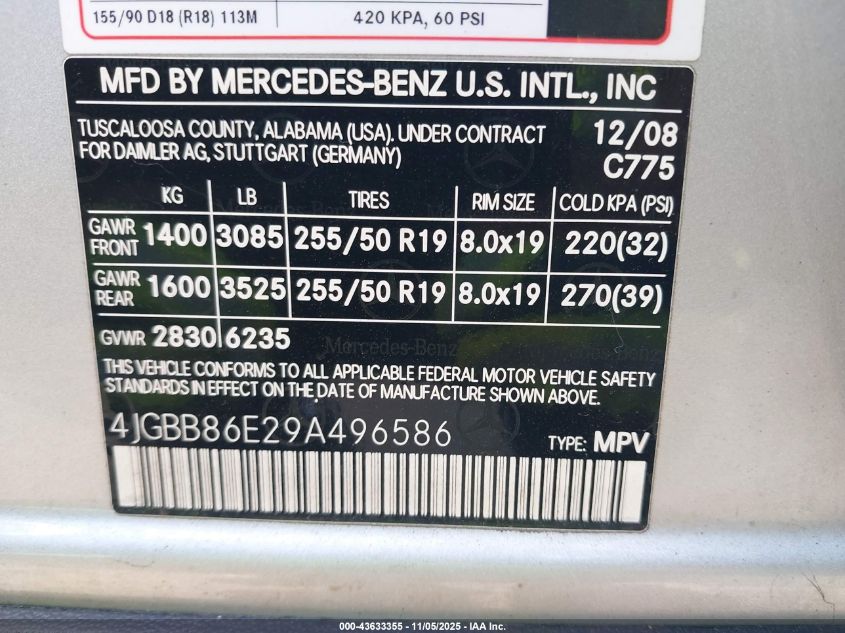 155/90 D18 (R18) 113M 420 KPA, 60 PSI
MFD BY MERCEDES-BENZ U.S. INTL., INC
TUSCALOOSA COUNTY, ALABAMA (USA). UNDER CONTRACT 12/08
FOR DAIMLER AG, STUTTGART (GERMANY) C775
KG LB TIRES RIM SIZE COLD KPA (PSI)
GAWR FRONT 1400 3085 255/50 R19 8.0x19 220(32)
GAWR REAR 1600 3525 255/50 R19 8.0x19 270(39)
GVWR 2830 6235
Mercedes-Benz
THIS VEHICLE CONFORMS TO ALL APPLICABLE FEDERAL MOTOR VEHICLE SAFETY
STANDARDS IN EFFECT ON THE DATE OF MANUFACTURE SHOWN ABOVE.
4JGBB86E29A496586 TYPE: MPV
000-43633355 - 11/05/2025 - IAA Inc.